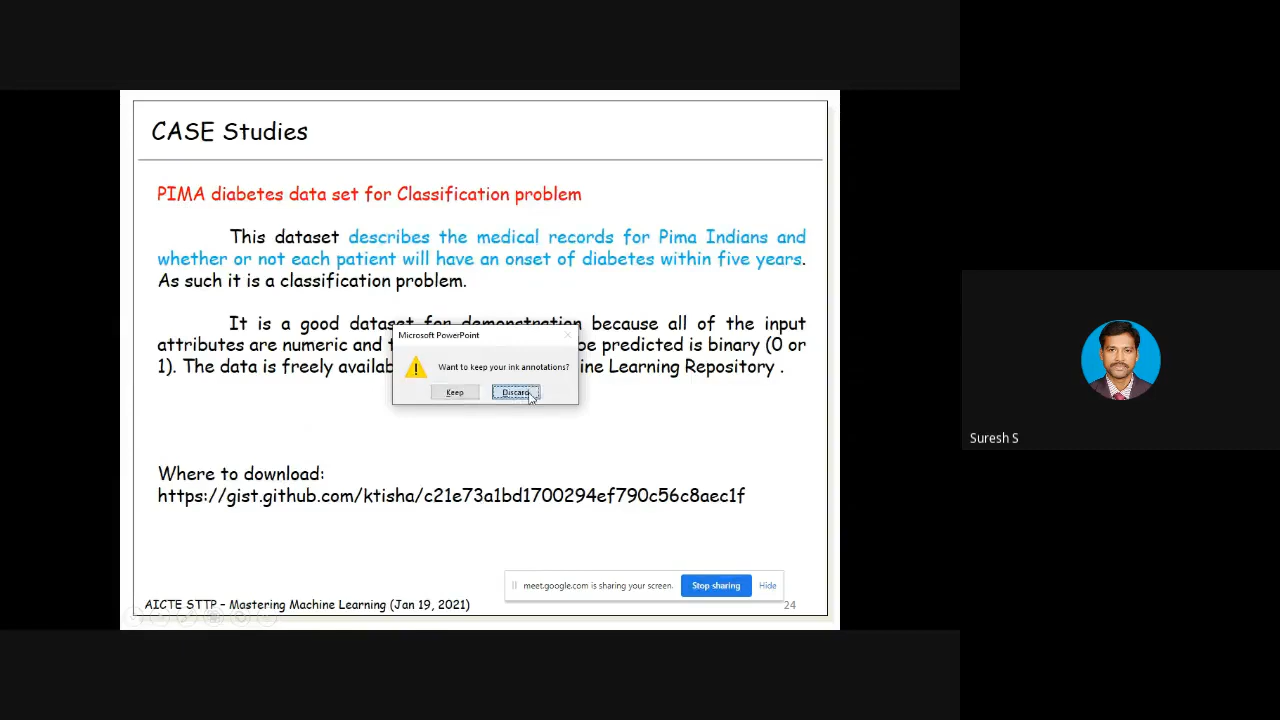 CASE Studies
PIMA diabetes data set for Classification problem
This dataset describes the medical records for Pima Indians and
whether or not each patient will have an onset of diabetes within five years.
As such it is a classification problem.
It is a good dataset for demonstration because all of the input
attributes are numeric and be predicted is binary (0 or
1). The data is freely Learning Repository .
Microsoft PowerPoint
Want to keep your ink annotations?
Keep
Discard
Where to download:
https://gist.github.com/ktisha/c21e73a1bd1700294ef790c56c8aec1f
meet.google.com is sharing your screen.
Stop sharing
Hide
AICTE STTP – Mastering Machine Learning (Jan 19, 2021)
24
Suresh S